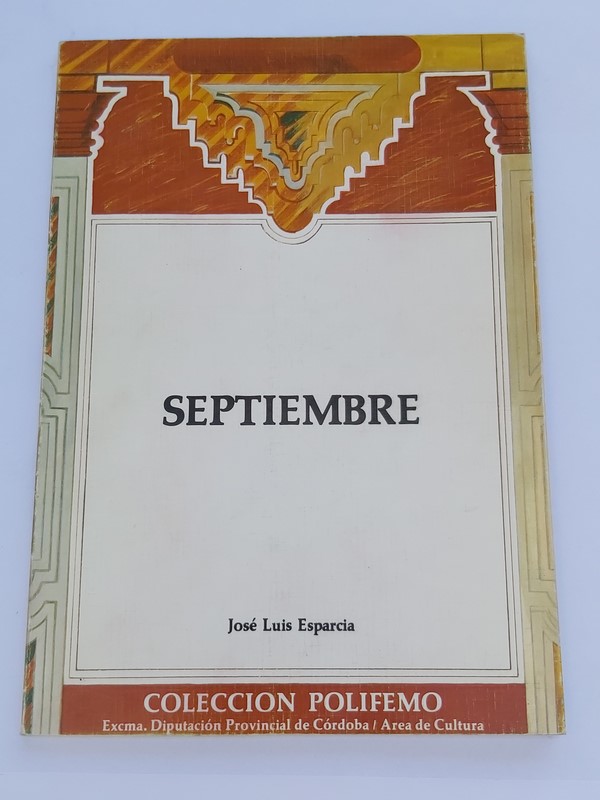 SEPTIEMBRE
José Luis Esparcia
COLECCION POLIFEMO
Excma. Diputación Provincial de Córdoba / Area de Cultura